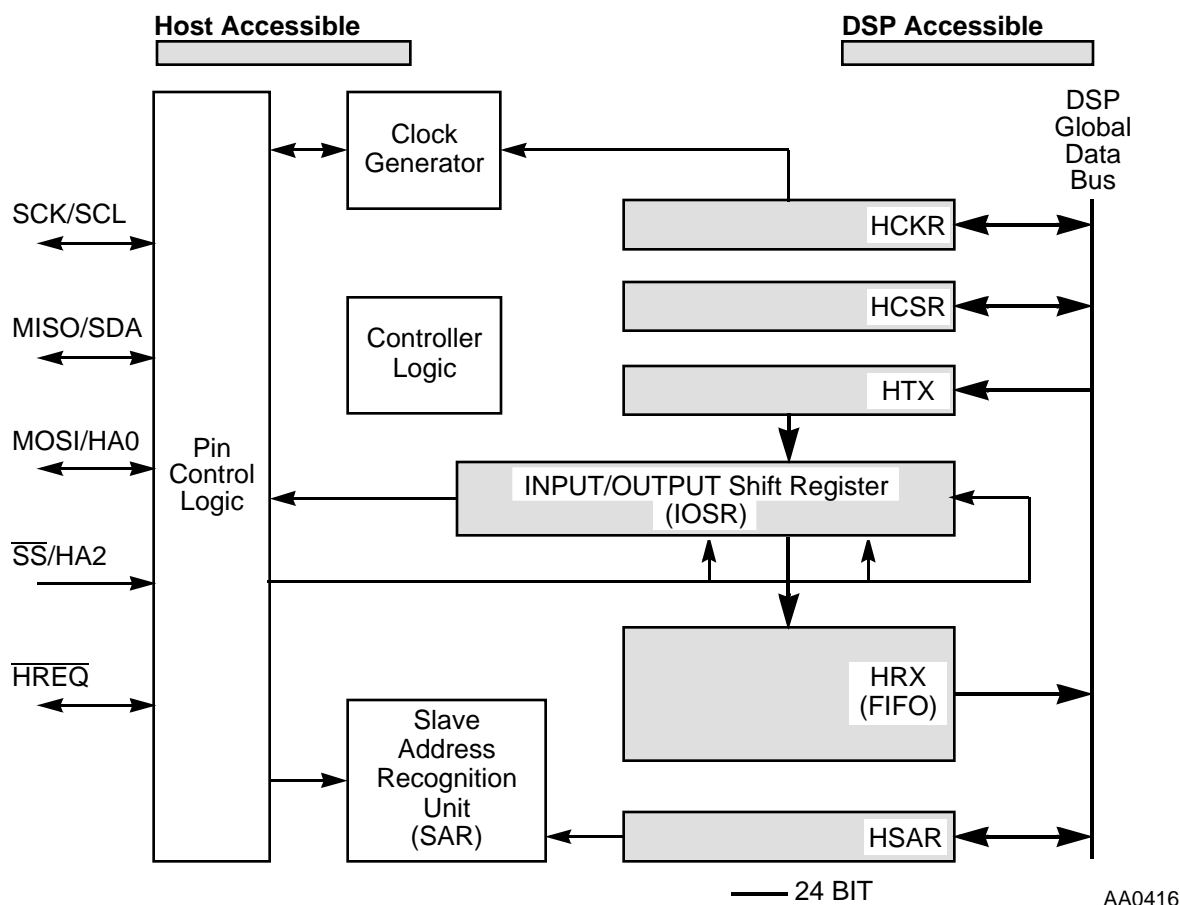 Host Accessible
DSP Accessible
DSP
Global
Data
Bus
Clock
Generator
SCK/SCL
HCKR
MISO/SDA
Controller
Logic
HCSR
HTX
MOSI/HA0
Pin
Control
Logic
INPUT/OUTPUT Shift Register
(IOSR)
S̅S̅/HA2
H̅R̅E̅Q̅
HRX
(FIFO)
Slave
Address
Recognition
Unit
(SAR)
HSAR
24 BIT
AA0416